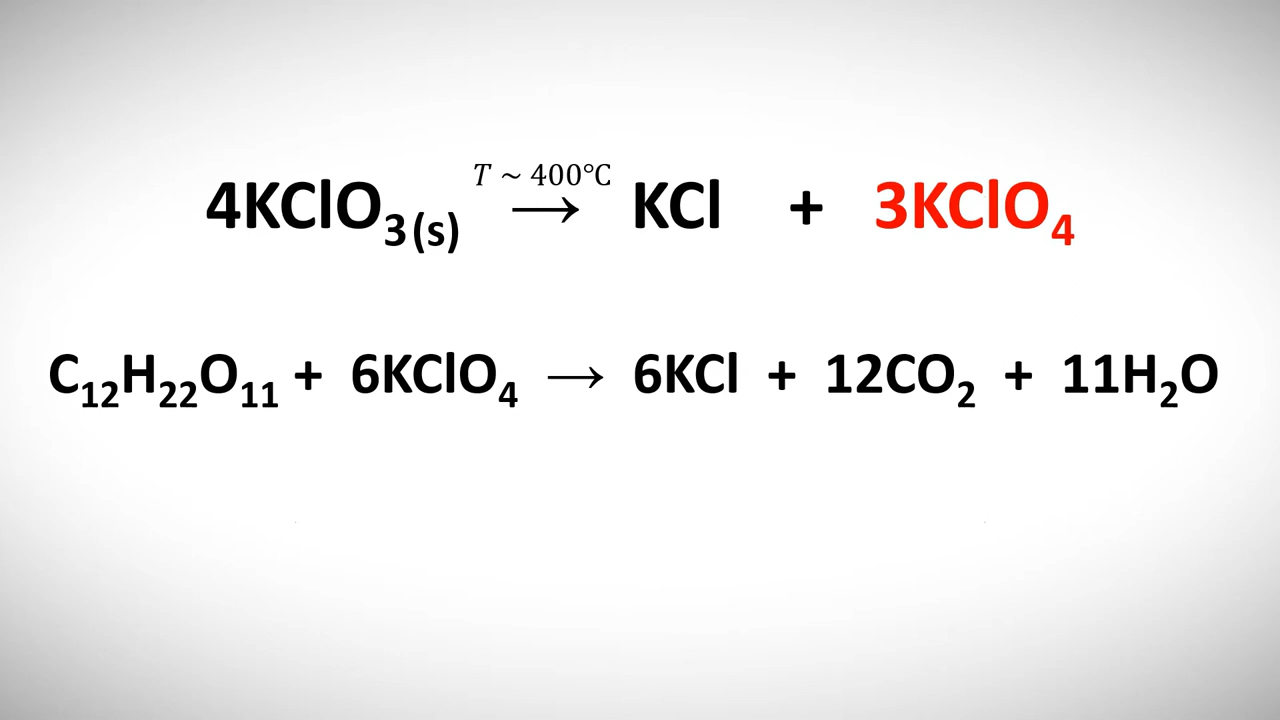 4KClO₃(s) T ~ 400℃ → KCl + 3KClO₄
C₁₂H₂₂O₁₁ + 6KClO₄ → 6KCl + 12CO₂ + 11H₂O